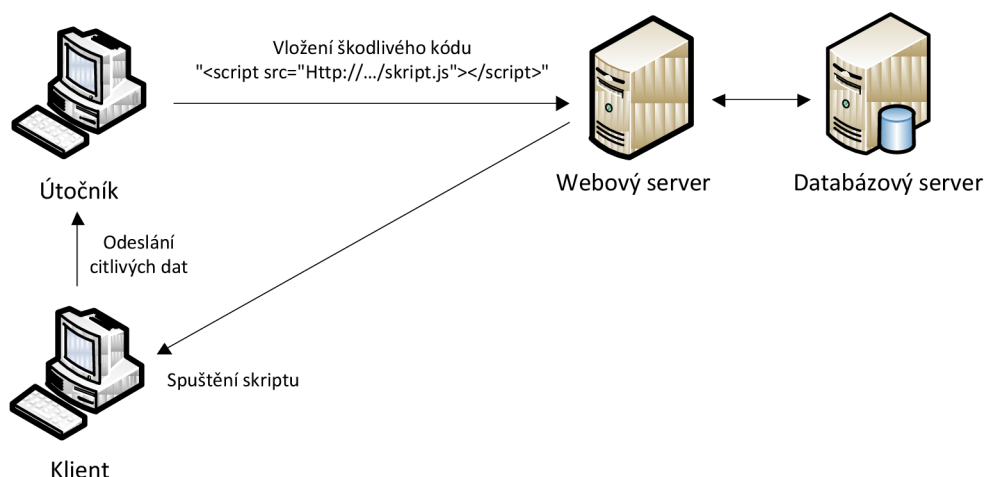 Vložení škodlivého kódu
"<script src="Http://.../skript.js"></script>"
Útočník
Webový server
Databázový server
Odeslání
citlivých dat
Spuštění skriptu
Klient